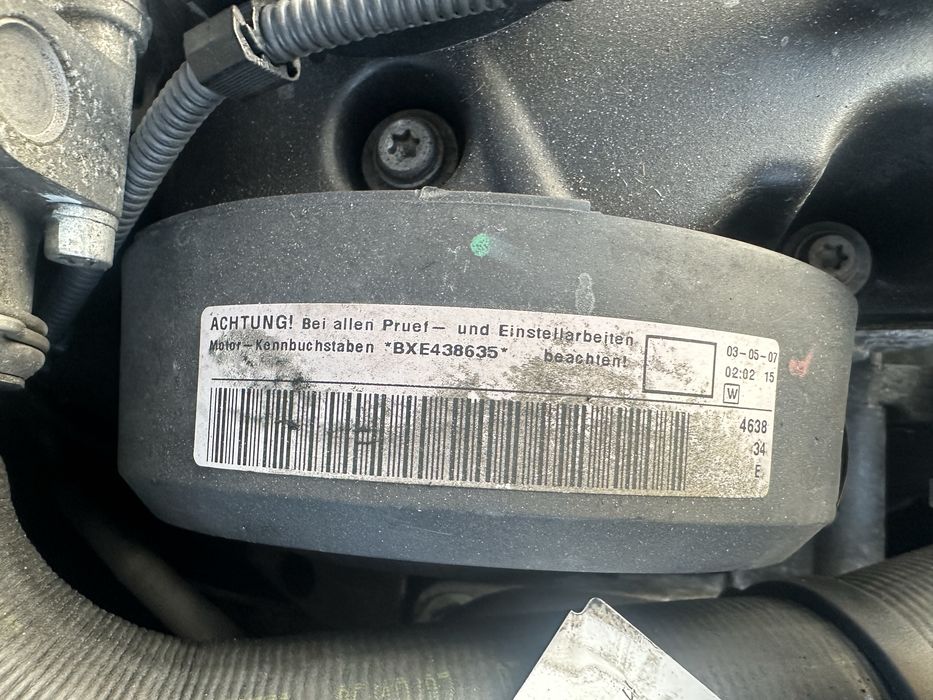 ACHTUNG! Bei allen Pruef— und Einstellarbeiten
Motor—Kennbuchstaben *BXE438635* beachten!
03-05-07
02:02 15
W
4638
34
E